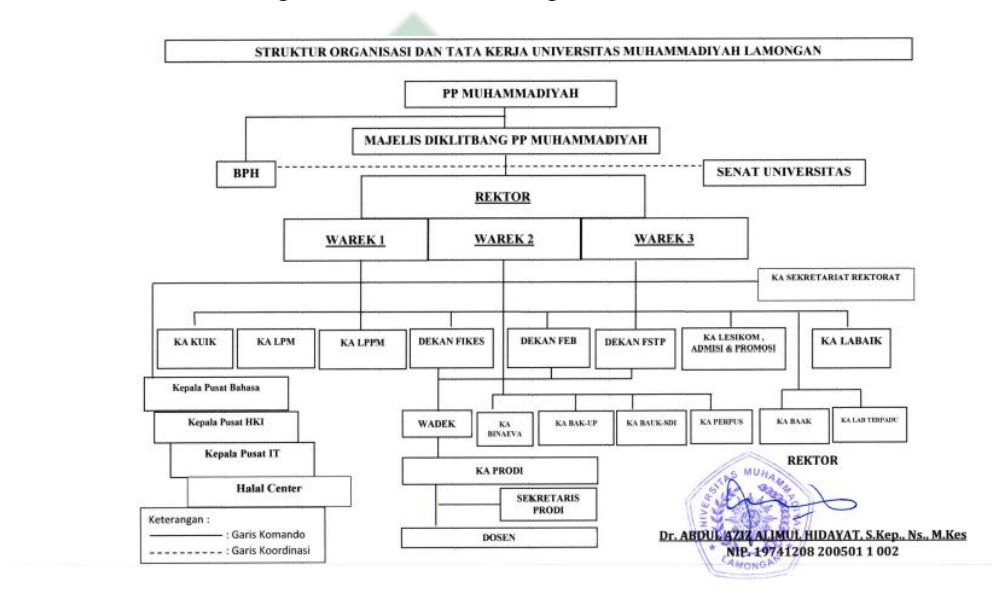 STRUKTUR ORGANISASI DAN TATA KERJA UNIVERSITAS MUHAMMADIYAH LAMONGAN
PP MUHAMMADIYAH
MAJELIS DIKLITBANG PP MUHAMMADIYAH
BPH
SENAT UNIVERSITAS
REKTOR
WAREK 1
WAREK 2
WAREK 3
KA SEKRETARIAT REKTORAT
KA KUIK
KA LPM
KA LPPM
DEKAN FIKES
DEKAN FEB
DEKAN FSTP
KA LESIKOM ,
ADMISI & PROMOSI
KA LABAIK
Kepala Pusat Bahasa
Kepala Pusat HKI
Kepala Pusat IT
Halal Center
WADEK
KA
BINAEVA
KA BAK-UP
KA BAUK-SDI
KA PERPUS
KA BAAK
KA LAB TERPADU
KA PRODI
SEKRETARIS
PRODI
DOSEN
Keterangan :
: Garis Komando
: Garis Koordinasi
REKTOR
UNIVERSITAS MUHAMMADIYAH
LAMONGAN
Dr. ABDUL AZIZ ALIMUL HIDAYAT, S.Kep., Ns., M.Kes
NIP. 19741208 200501 1 002